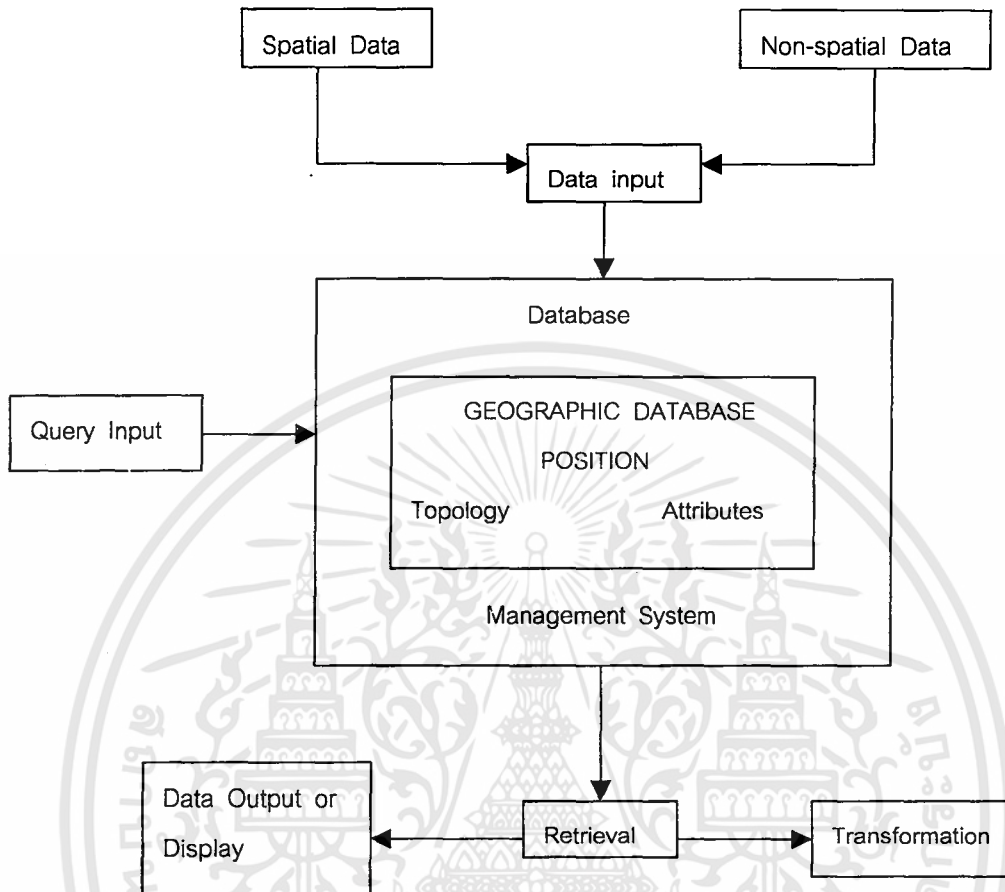 Spatial Data
Non-spatial Data
Data input
Database
GEOGRAPHIC DATABASE
POSITION
Topology
Attributes
Management System
Query Input
Data Output or
Display
Retrieval
Transformation